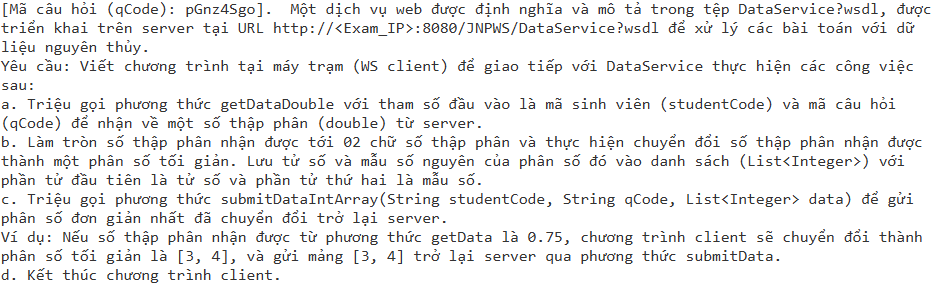 [Mã câu hỏi (qCode): pGnz4Sgo].  Một dịch vụ web được định nghĩa và mô tả trong tệp DataService?wsdl, được
triển khai trên server tại URL http://<Exam_IP>:8080/JNPWS/DataService?wsdl để xử lý các bài toán với dữ
liệu nguyên thủy.
Yêu cầu: Viết chương trình tại máy trạm (WS client) để giao tiếp với DataService thực hiện các công việc
sau:
a. Triệu gọi phương thức getDataDouble với tham số đầu vào là mã sinh viên (studentCode) và mã câu hỏi
(qCode) để nhận về một số thập phân (double) từ server.
b. Làm tròn số thập phân nhận được tới 02 chữ số thập phân và thực hiện chuyển đổi số thập phân nhận được
thành một phân số tối giản. Lưu tử số và mẫu số nguyên của phân số đó vào danh sách (List<Integer>) với
phần tử đầu tiên là tử số và phần tử thứ hai là mẫu số.
c. Triệu gọi phương thức submitDataIntArray(String studentCode, String qCode, List<Integer> data) để gửi
phân số đơn giản nhất đã chuyển đổi trở lại server.
Ví dụ: Nếu số thập phân nhận được từ phương thức getData là 0.75, chương trình client sẽ chuyển đổi thành
phân số tối giản là [3, 4], và gửi mảng [3, 4] trở lại server qua phương thức submitData.
d. Kết thúc chương trình client.